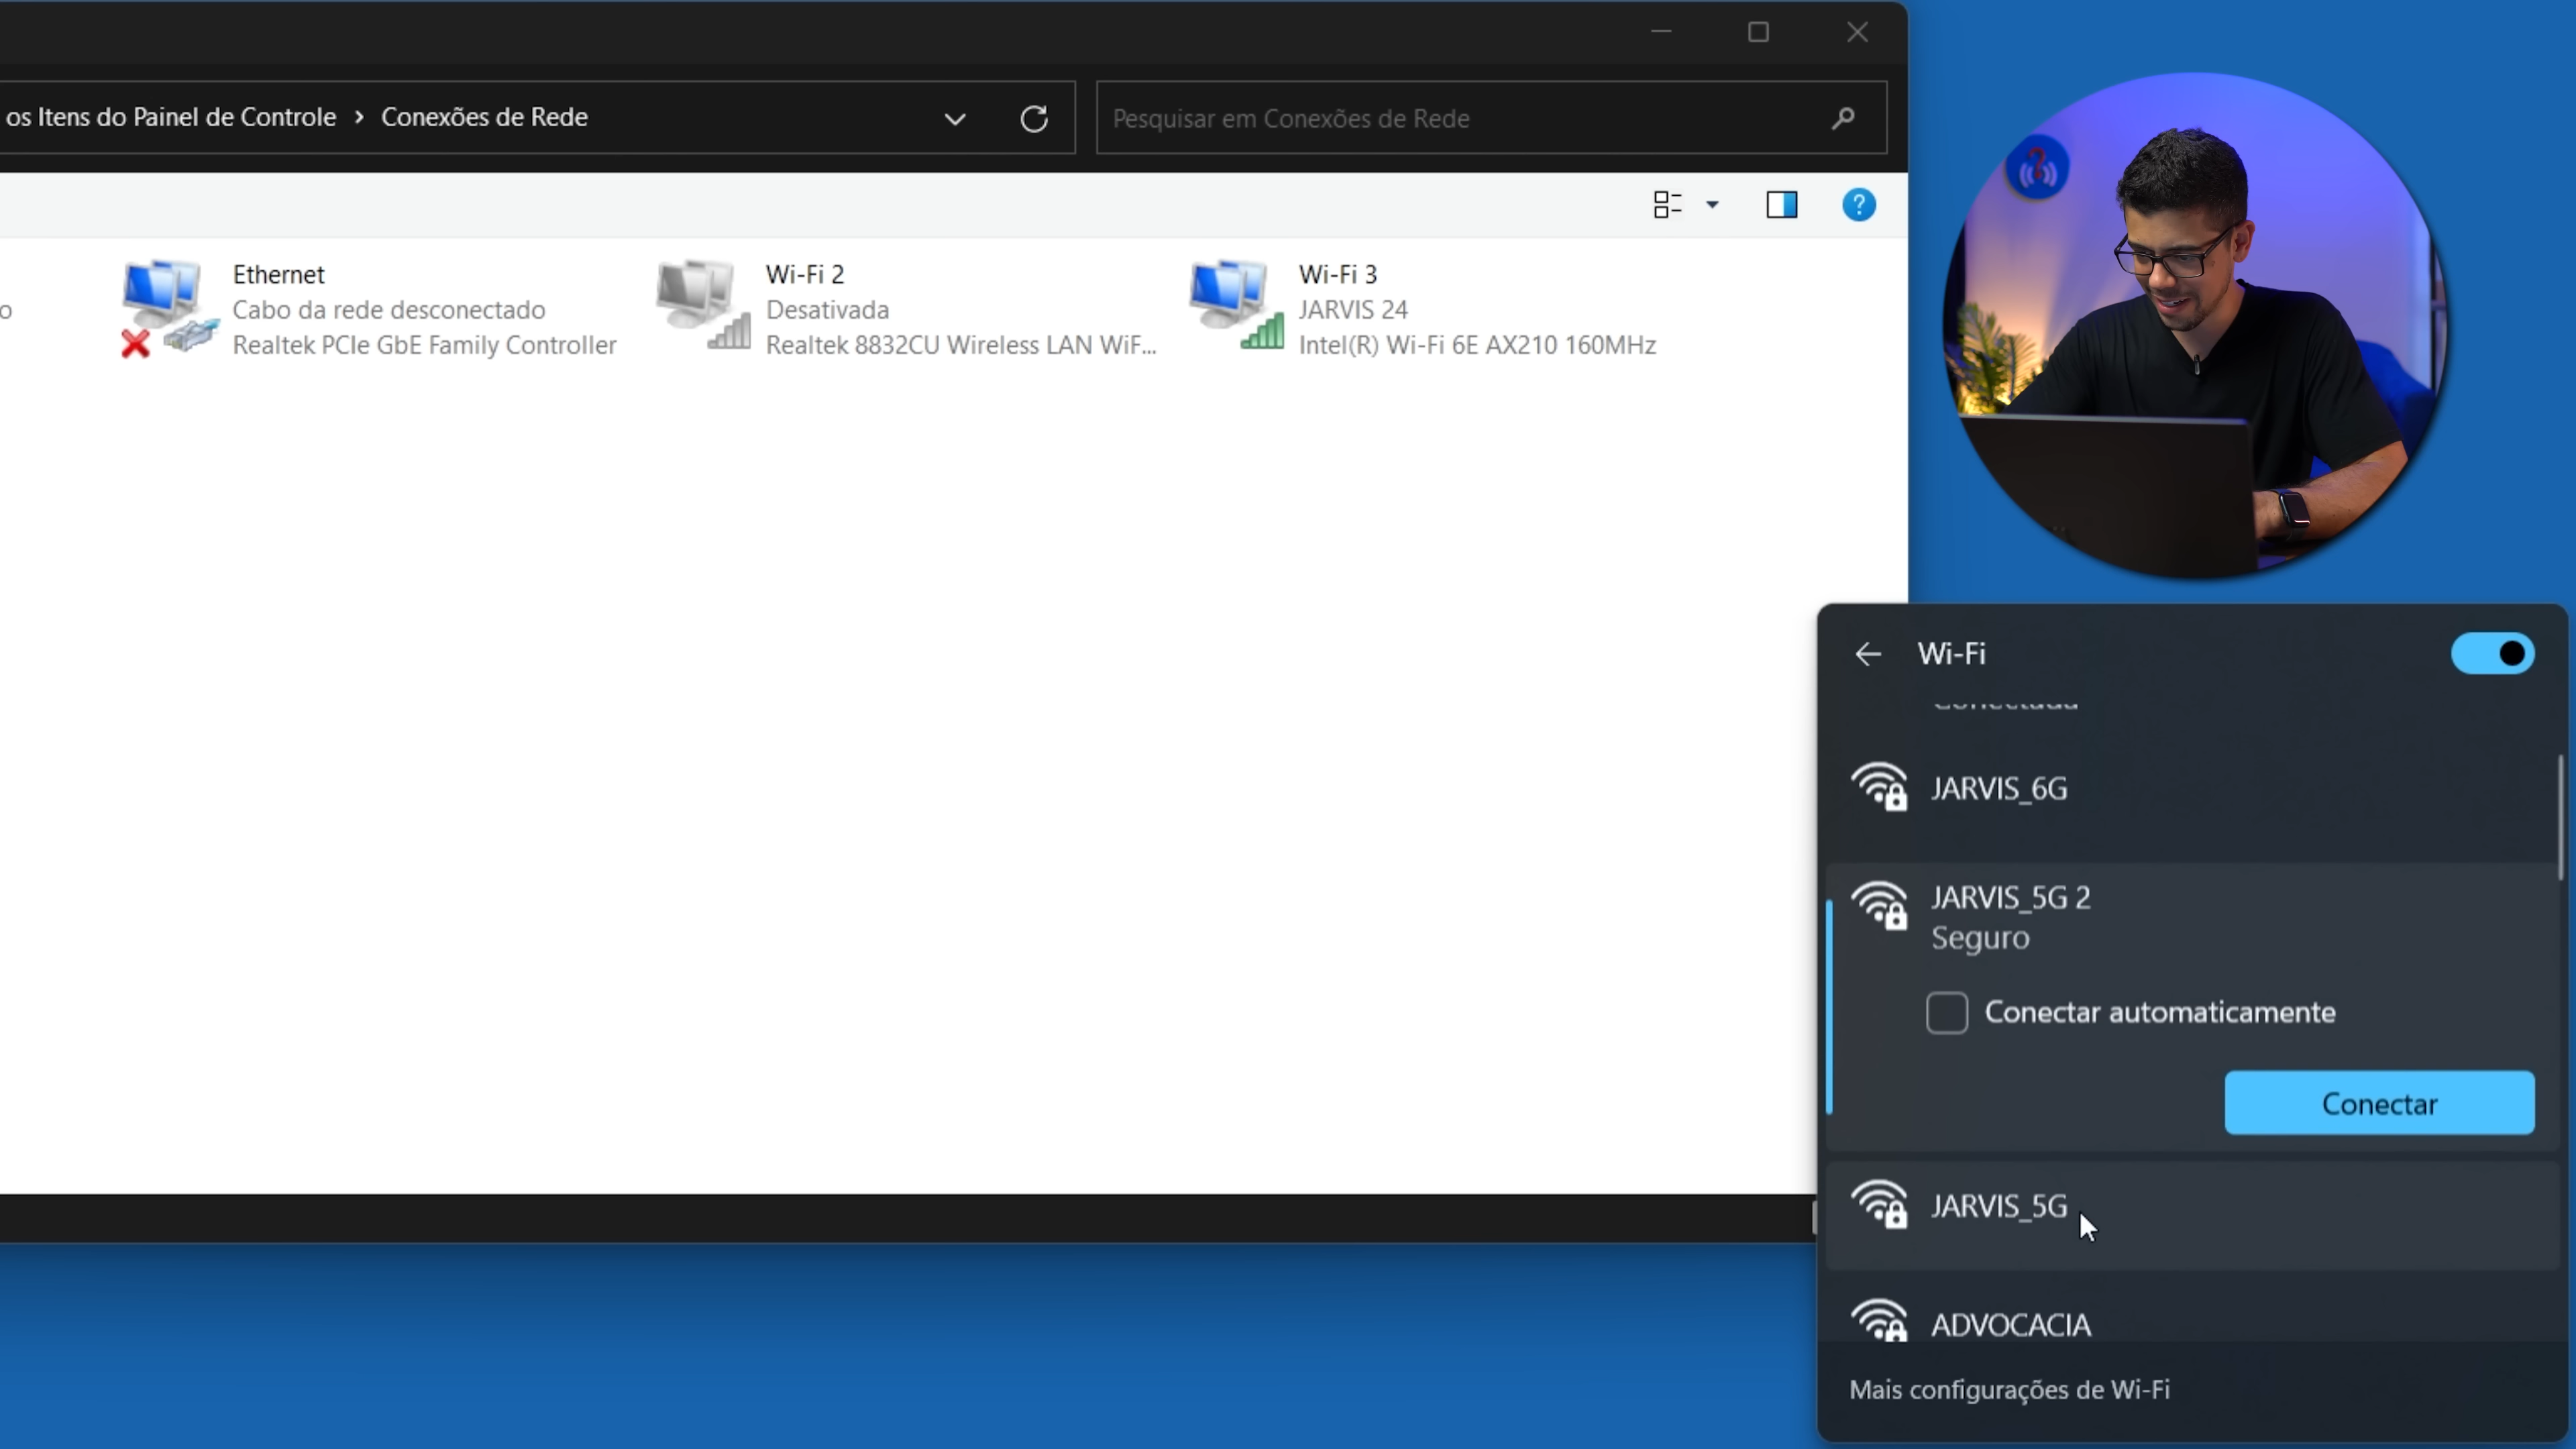 os Itens do Painel de Controle > Conexões de Rede
Pesquisar em Conexões de Rede
Ethernet
Cabo da rede desconectado
Realtek PCIe GbE Family Controller
Wi-Fi 2
Desativada
Realtek 8832CU Wireless LAN WiF...
Wi-Fi 3
JARVIS 24
Intel(R) Wi-Fi 6E AX210 160MHz
Wi-Fi
JARVIS_6G
JARVIS_5G 2
Seguro
Conectar automaticamente
Conectar
JARVIS_5G
ADVOCACIA
Mais configurações de Wi-Fi